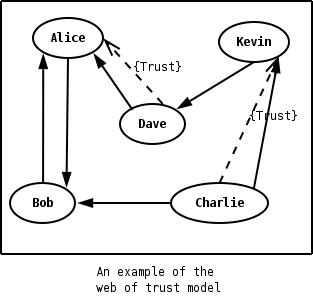 Alice
Kevin
{Trust}
Dave
{Trust}
Bob
Charlie
An example of the
web of trust model